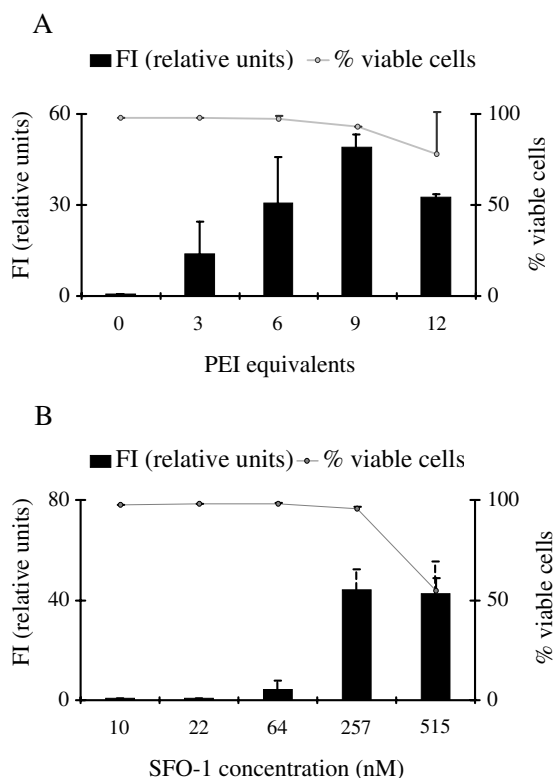 A
FI (relative units) % viable cells
60 100
30 50
0 0
FI (relative units)
% viable cells
0 3 6 9 12
PEI equivalents
B
FI (relative units) % viable cells
80 100
40 50
0 0
FI (relative units)
% viable cells
10 22 64 257 515
SFO-1 concentration (nM)